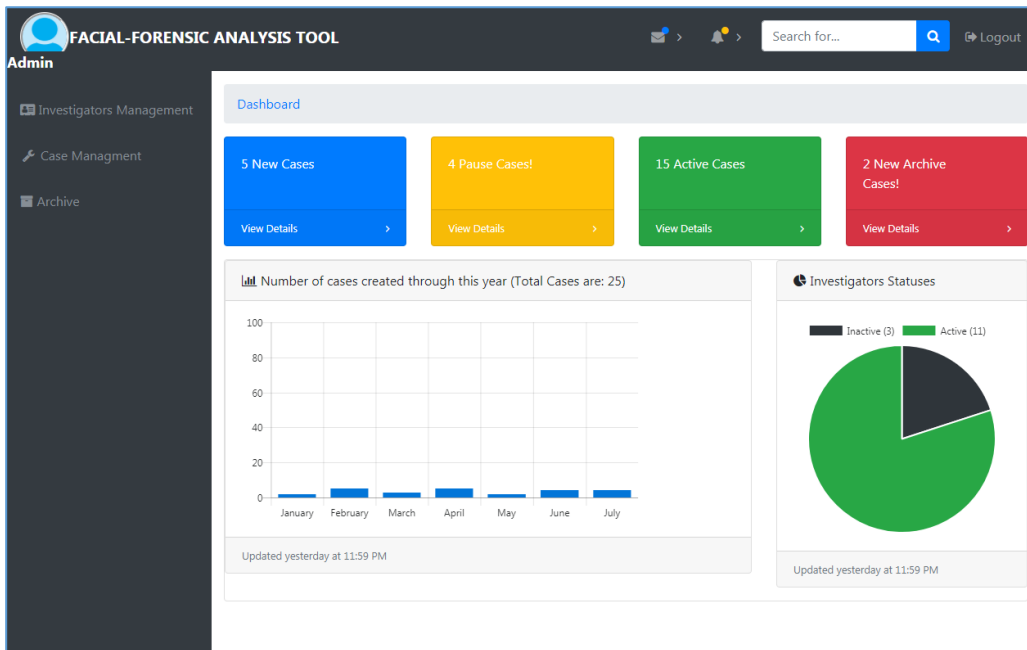 FACIAL-FORENSIC ANALYSIS TOOL
Search for...
Logout
Admin
Investigators Management
Case Managment
Archive
Dashboard
5 New Cases
View Details
4 Pause Cases!
View Details
15 Active Cases
View Details
2 New Archive
Cases!
View Details
Number of cases created through this year (Total Cases are: 25)
100
80
60
40
20
0
January February March April May June July
Updated yesterday at 11:59 PM
Investigators Statuses
Inactive (3) Active (11)
Updated yesterday at 11:59 PM